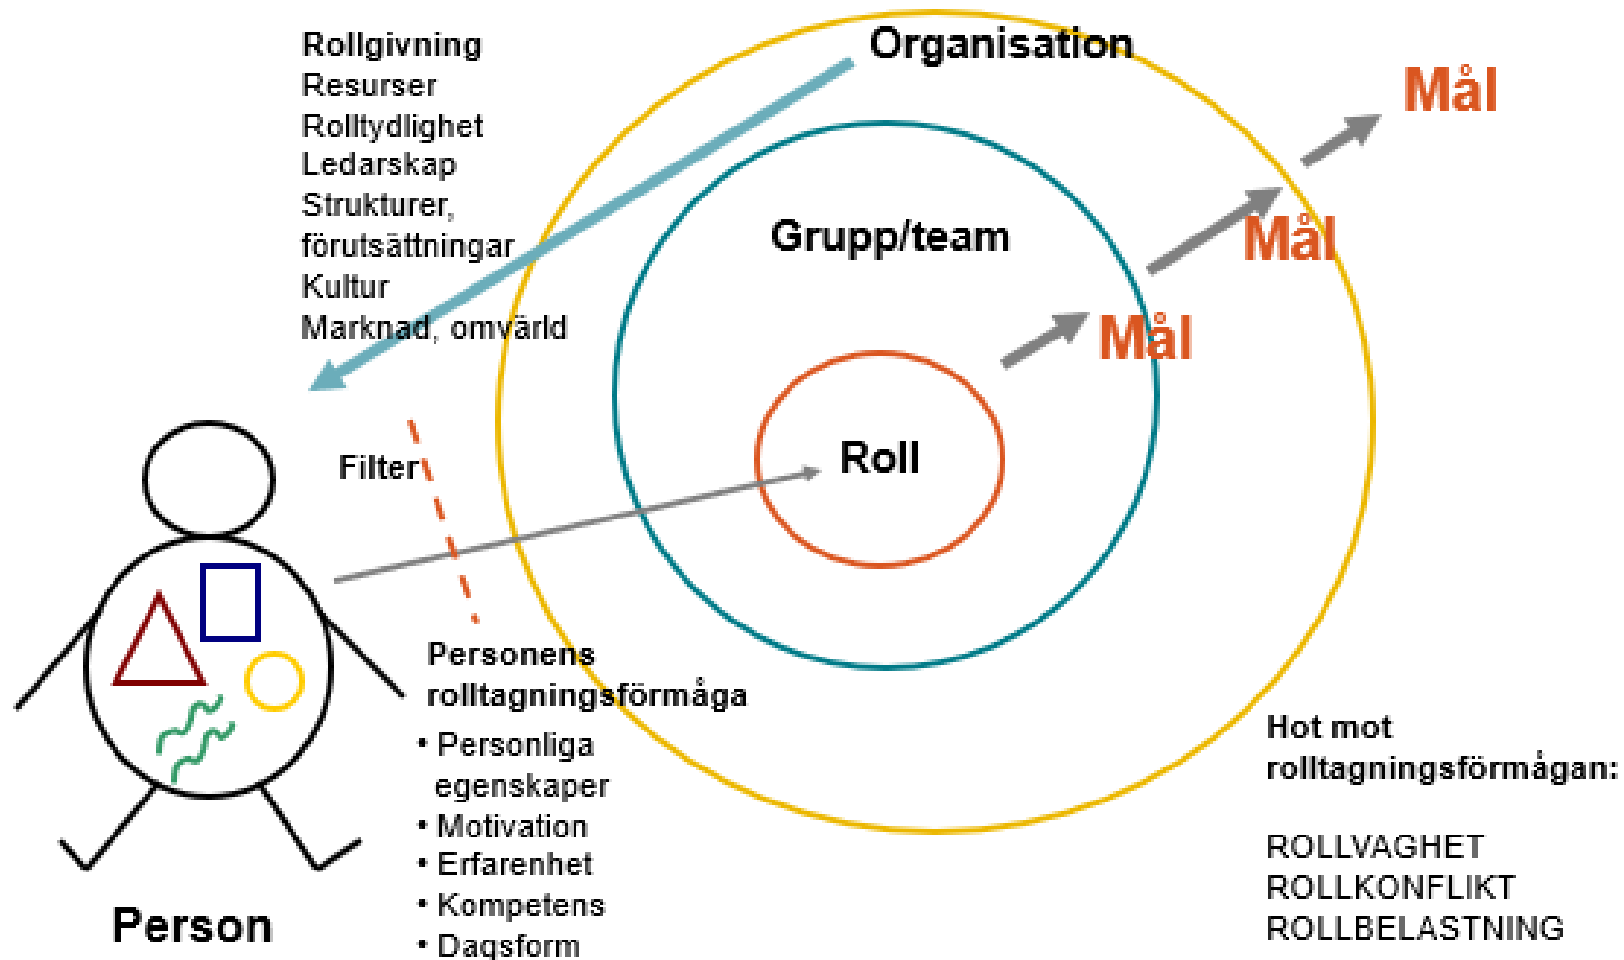 Rollgivning
Resurser
Rolltydlighet
Ledarskap
Strukturer,
förutsättningar
Kultur
Marknad, omvärld
Organisation
Mål
Mål
Mål
Grupp/team
Roll
Filter
Personens
rolltagningsförmåga
• Personliga
egenskaper
• Motivation
• Erfarenhet
• Kompetens
• Dagsform
Person
Hot mot
rolltagningsförmågan:
ROLLVAGHET
ROLLKONFLIKT
ROLLBELASTNING